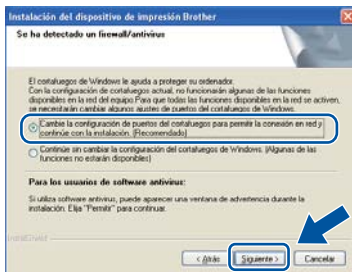 Instalación del dispositivo de impresión Brother
Se ha detectado un firewall/antivirus
El cortafuegos de Windows le ayuda a proteger su ordenador.
Con la configuración de cortafuegos actual, no funcionarán algunas de las funciones
disponibles en la red del equipo.Para que todas las funciones disponibles en la red se activen,
se necesitarán cambiar algunos ajustes de puertos del cortafuegos de Windows.
Cambie la configuración de puertos del cortafuegos para permitir la conexión en red y
continúe con la instalación. (Recomendado)
Continúe sin cambiar la configuración del cortafuegos de Windows. (Algunas de las
funciones no estarán disponibles)
Para los usuarios de software antivirus:
Si utiliza software antivirus, puede aparecer una ventana de advertencia durante la
instalación. Elija "Permitir" para continuar.
InstallShield
< Atrás Siguiente > Cancelar